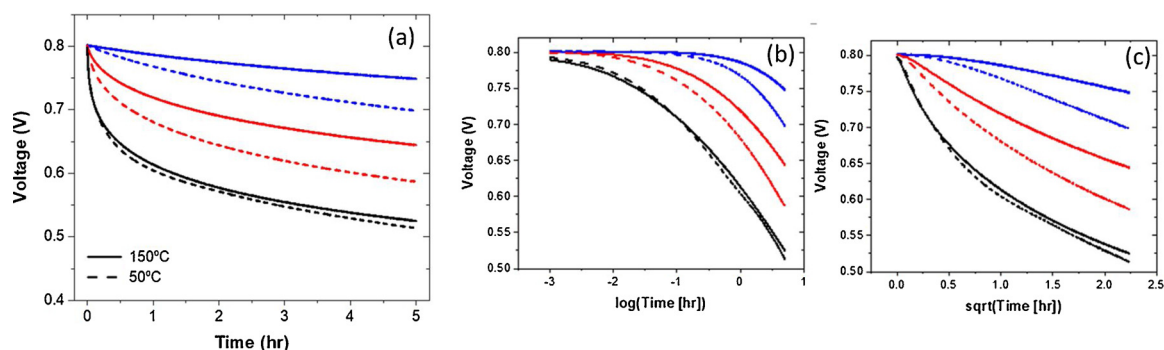 (a)
0.8
0.7
0.6
0.5
0.4
Voltage (V)
150ºC
50ºC
0 1 2 3 4 5
Time (hr)
(b)
0.80
0.75
0.70
0.65
0.60
0.55
0.50
Voltage (V)
-3 -2 -1 0 1
log(Time [hr])
(c)
0.80
0.75
0.70
0.65
0.60
0.55
0.50
Voltage (V)
0.0 0.5 1.0 1.5 2.0 2.5
sqrt(Time [hr])